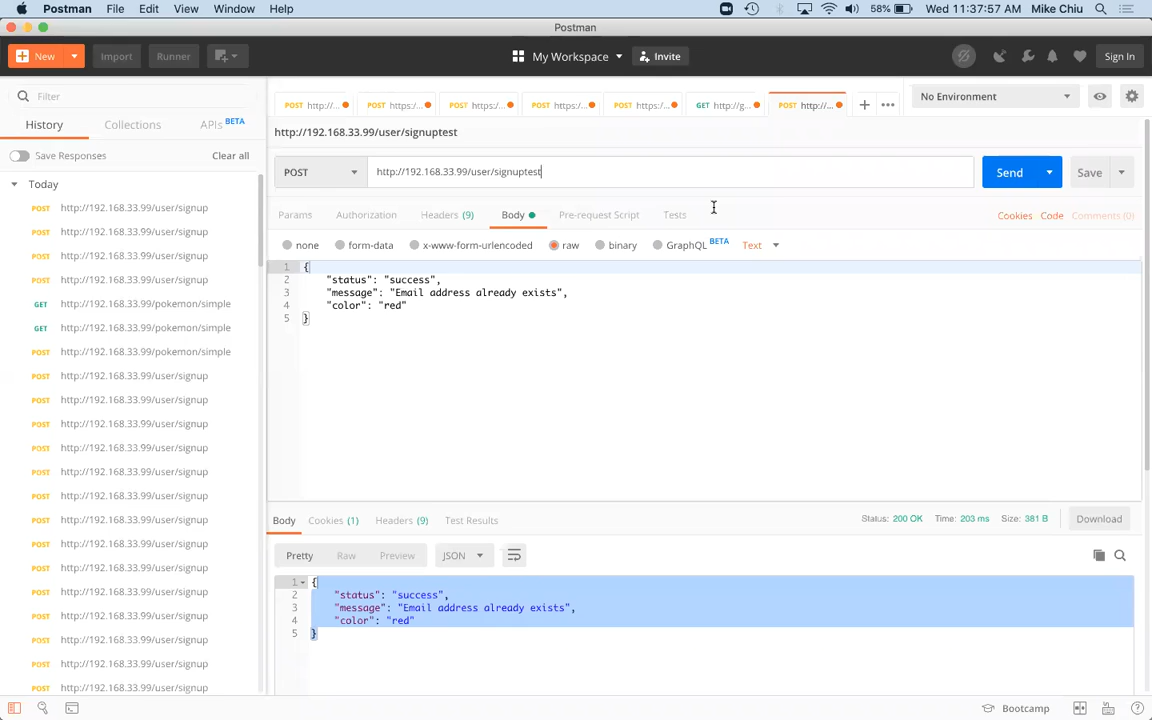 Postman File Edit View Window Help 58% Wed 11:37:57 AM Mike Chiu
Postman
New Import Runner My Workspace Invite Sign In
Filter
History Collections APIs BETA
Save Responses Clear all
Today
POST http://192.168.33.99/user/signup
POST http://192.168.33.99/user/signup
POST http://192.168.33.99/user/signup
POST http://192.168.33.99/user/signup
GET http://192.168.33.99/pokemon/simple
GET http://192.168.33.99/pokemon/simple
POST http://192.168.33.99/pokemon/simple
POST http://192.168.33.99/user/signup
POST http://192.168.33.99/user/signup
POST http://192.168.33.99/user/signup
POST http://192.168.33.99/user/signup
POST http://192.168.33.99/user/signup
POST http://192.168.33.99/user/signup
POST http://192.168.33.99/user/signup
POST http://192.168.33.99/user/signup
POST http://192.168.33.99/user/signup
POST http://192.168.33.99/user/signup
POST http://192.168.33.99/user/signup
POST http://192.168.33.99/user/signup
POST http://192.168.33.99/user/signup
POST http://192.168.33.99/user/signup
POST http://... POST https:/... POST https:/... POST https:/... POST https:/... GET http://g... POST http://... No Environment
http://192.168.33.99/user/signuptest
POST http://192.168.33.99/user/signuptest Send Save
Params Authorization Headers (9) Body Pre-request Script Tests Cookies Code Comments (0)
none form-data x-www-form-urlencoded raw binary GraphQL BETA Text
1 {
2 "status": "success",
3 "message": "Email address already exists",
4 "color": "red"
5 }
Body Cookies (1) Headers (9) Test Results Status: 200 OK Time: 203 ms Size: 381 B Download
Pretty Raw Preview JSON
1 {
2 "status": "success",
3 "message": "Email address already exists",
4 "color": "red"
5 }
Bootcamp